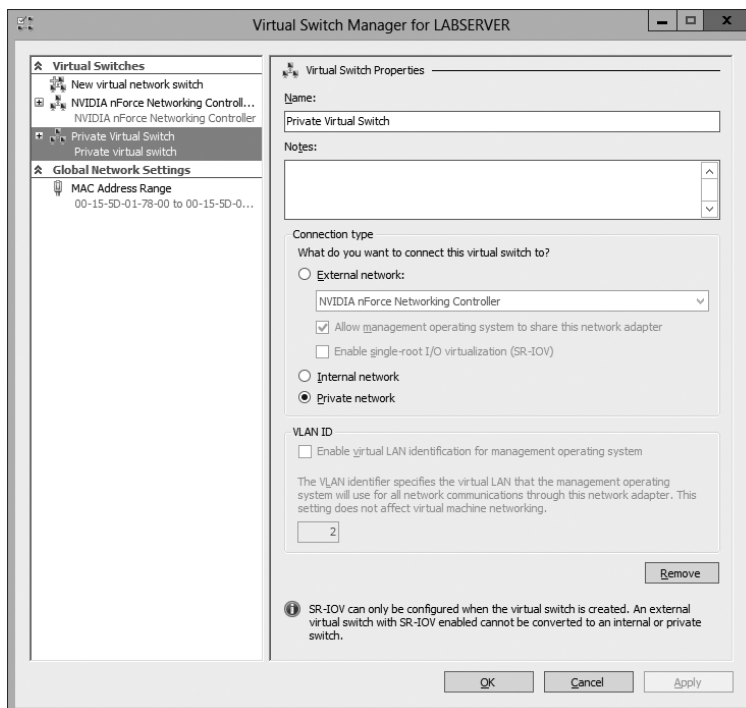 Virtual Switch Manager for LABSERVER
Virtual Switches
New virtual network switch
NVIDIA nForce Networking Controll...
NVIDIA nForce Networking Controller
Private Virtual Switch
Private virtual switch
Global Network Settings
MAC Address Range
00-15-5D-01-78-00 to 00-15-5D-0...
Virtual Switch Properties
Name:
Private Virtual Switch
Notes:
Connection type
What do you want to connect this virtual switch to?
External network:
NVIDIA nForce Networking Controller
Allow management operating system to share this network adapter
Enable single-root I/O virtualization (SR-IOV)
Internal network
Private network
VLAN ID
Enable virtual LAN identification for management operating system
The VLAN identifier specifies the virtual LAN that the management operating
system will use for all network communications through this network adapter. This
setting does not affect virtual machine networking.
2
Remove
SR-IOV can only be configured when the virtual switch is created. An external
virtual switch with SR-IOV enabled cannot be converted to an internal or private
switch.
OK
Cancel
Apply